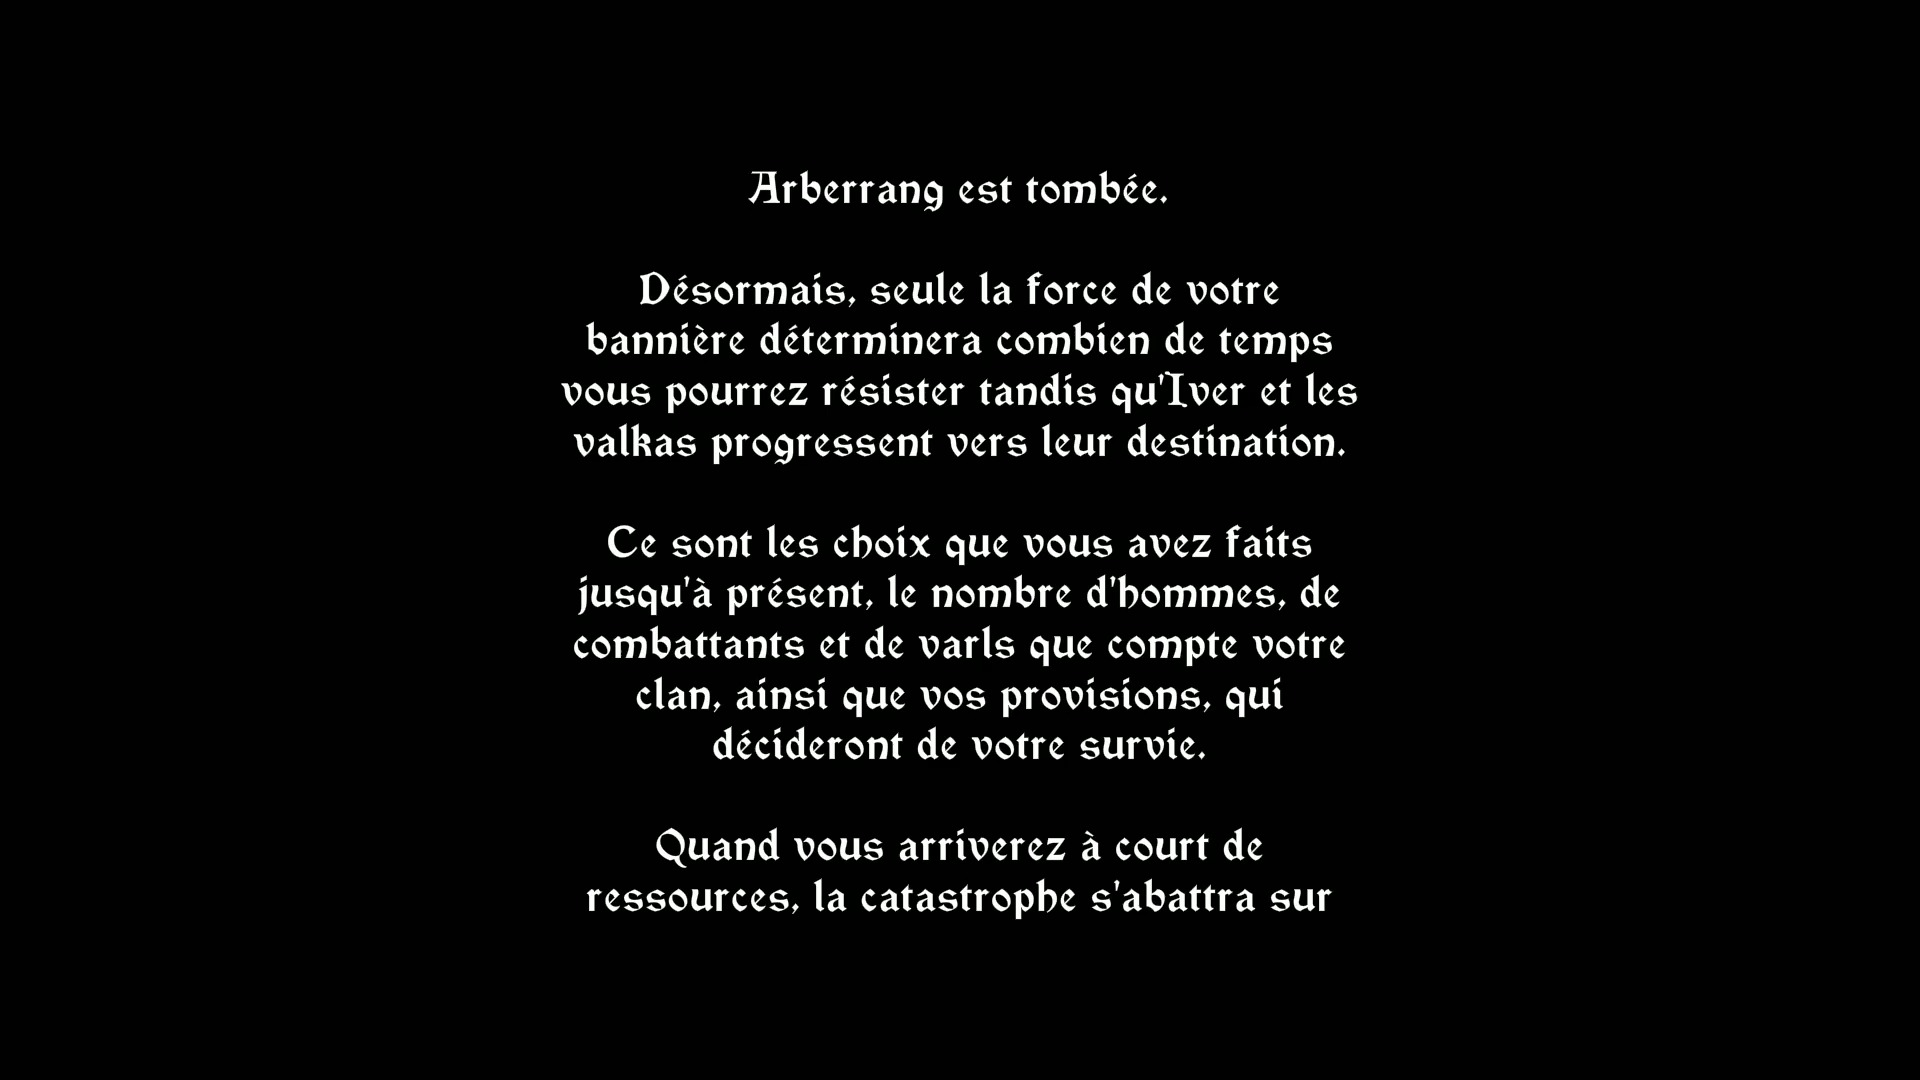 Arberrang est tombée.
Désormais, seule la force de votre
bannière déterminera combien de temps
vous pourrez résister tandis qu'Iver et les
valkas progressent vers leur destination.
Ce sont les choix que vous avez faits
jusqu'à présent, le nombre d'hommes, de
combattants et de varls que compte votre
clan, ainsi que vos provisions, qui
décideront de votre survie.
Quand vous arriverez à court de
ressources, la catastrophe s'abattra sur